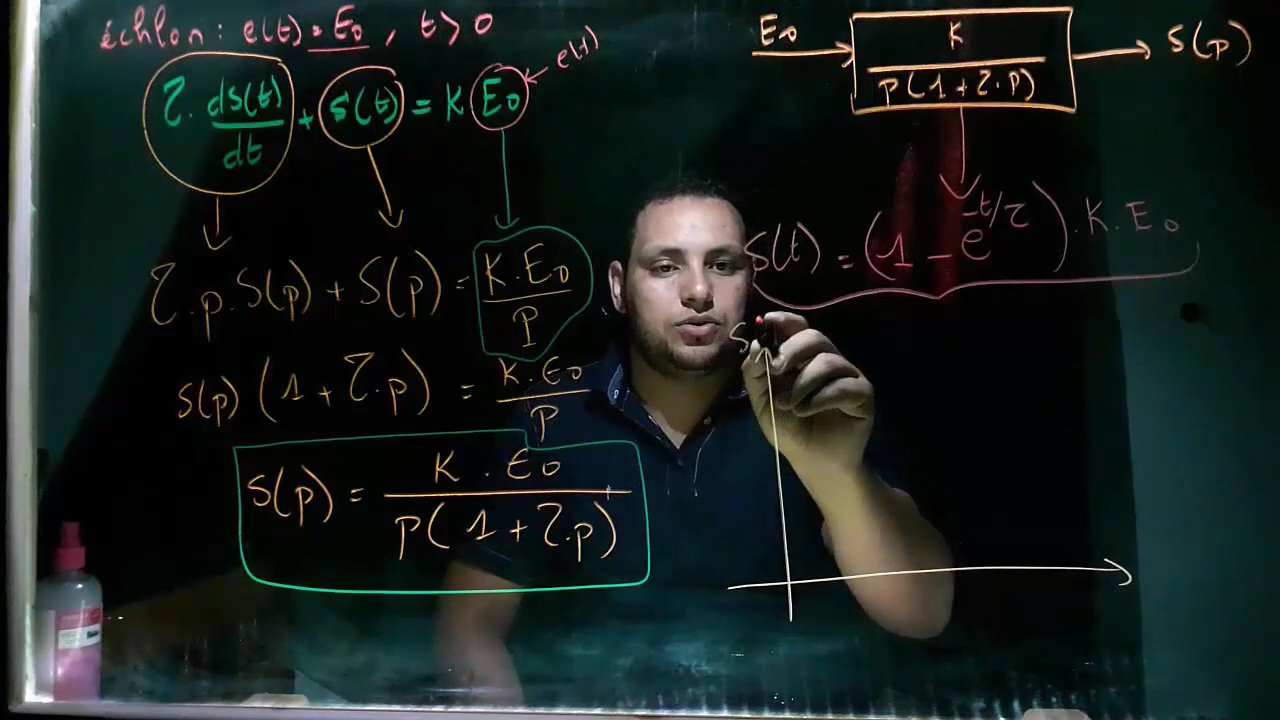 échlon : e(t) = E₀ , t > 0
τ. ds(t)/dt + s(t) = K E₀ ← e(t)
τ.p.S(p) + S(p) = K.E₀/P
S(p) (1 + τ.p) = K.E₀/P
S(p) = K . E₀/p(1 + τ.p)
E₀ → K/p(1 + τ.p) → S(p)
S(t) = (1 - e^-t/τ) . K . E₀
S